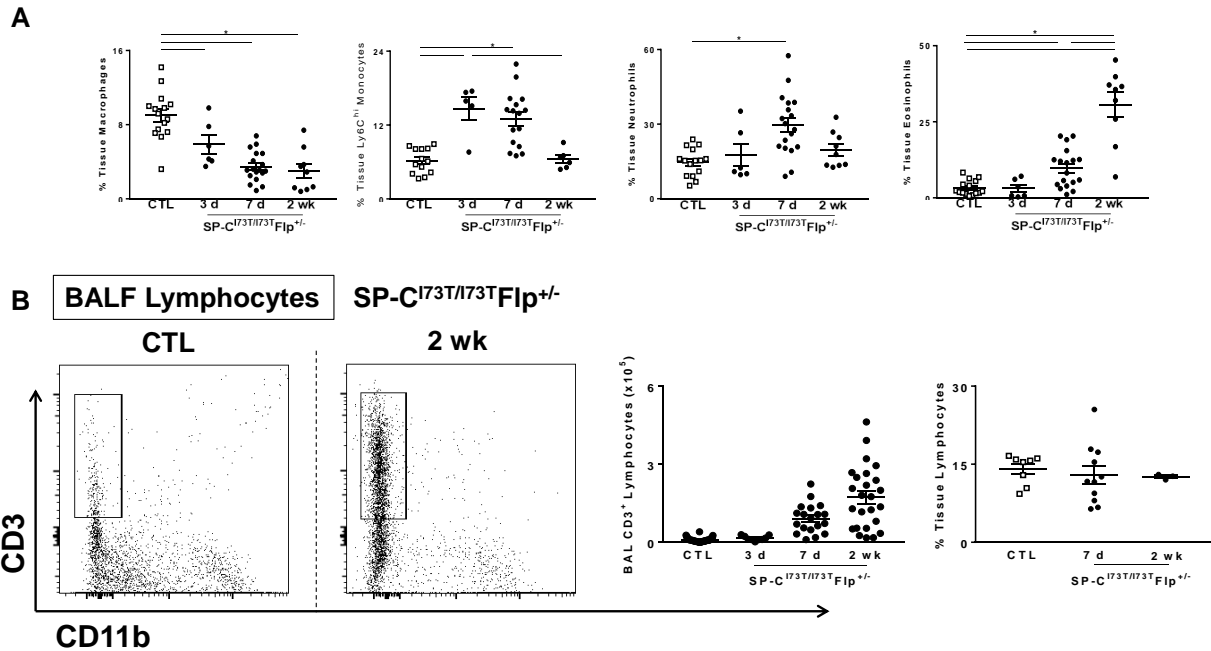 A
% Tissue Macrophages
16
8
0
*
CTL 3 d 7 d 2 wk
SP-C^I73T/I73T Flp^+/-
% Tissue Ly6C^hi Monocytes
24
12
0
*
CTL 3 d 7 d 2 wk
SP-C^I73T/I73T Flp^+/-
% Tissue Neutrophils
60
30
0
*
CTL 3 d 7 d 2 wk
SP-C^I73T/I73T Flp^+/-
% Tissue Eosinophils
50
25
0
*
CTL 3 d 7 d 2 wk
SP-C^I73T/I73T Flp^+/-
B
BALF Lymphocytes SP-C^I73T/I73T Flp^+/-
CTL 2 wk
CD3
CD11b
BAL CD3^+ Lymphocytes (x10^5)
6
3
0
CTL 3 d 7 d 2 wk
SP-C^I73T/I73T Flp^+/-
% Tissue Lymphocytes
30
15
0
CTL 7 d 2 wk
SP-C^I73T/I73T Flp^+/-